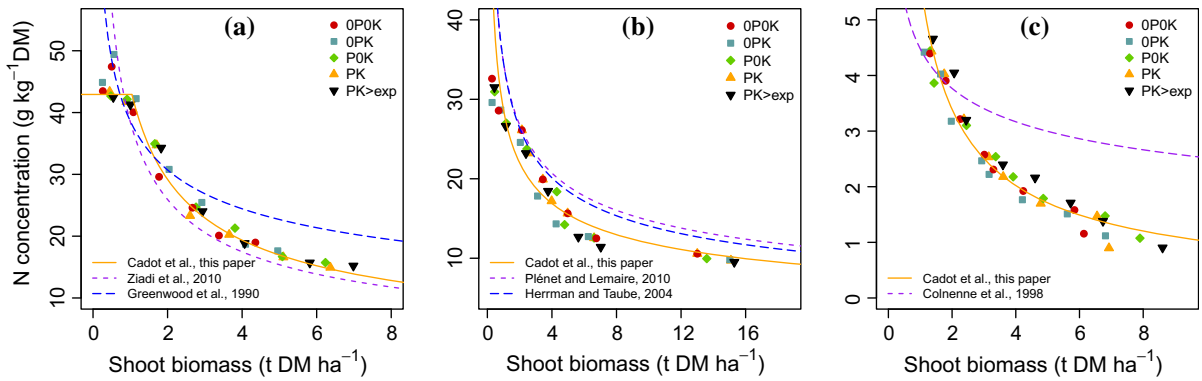 N concentration (g kg⁻¹DM)
10 20 30 40 50
0 2 4 6 8
Shoot biomass (t DM ha⁻¹)
(a)
0P0K
0PK
P0K
PK
PK>exp
Cadot et al., this paper
Ziadi et al., 2010
Greenwood et al., 1990
10 20 30 40
0 5 10 15
Shoot biomass (t DM ha⁻¹)
(b)
0P0K
0PK
P0K
PK
PK>exp
Cadot et al., this paper
Plénet and Lemaire, 2010
Herrman and Taube, 2004
0 1 2 3 4 5
0 2 4 6 8
Shoot biomass (t DM ha⁻¹)
(c)
0P0K
0PK
P0K
PK
PK>exp
Cadot et al., this paper
Colnenne et al., 1998